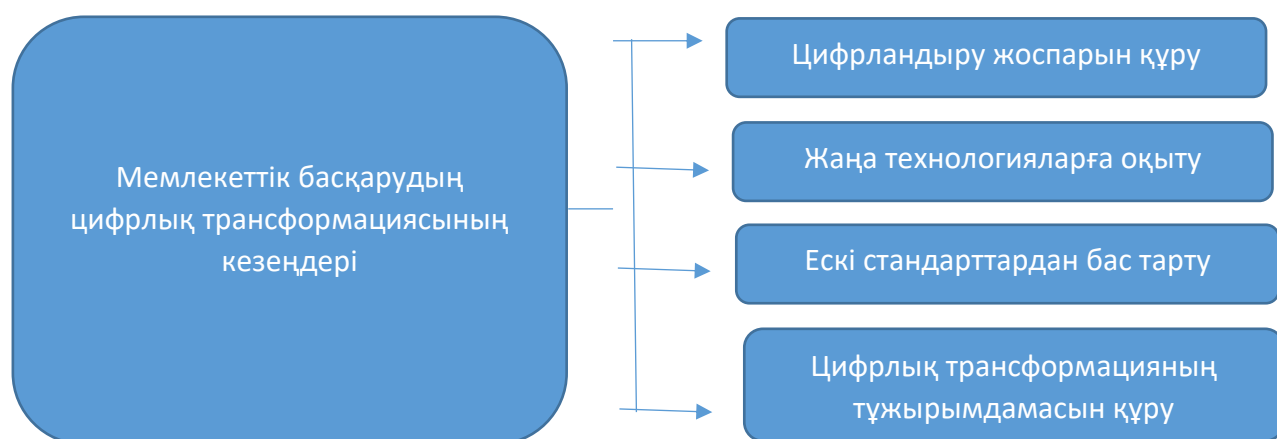 Мемлекеттік басқарудың
цифрлық трансформациясының
кезеңдері
Цифрландыру жоспарын құру
Жаңа технологияларға оқыту
Ескі стандарттардан бас тарту
Цифрлық трансформацияның
тұжырымдамасын құру